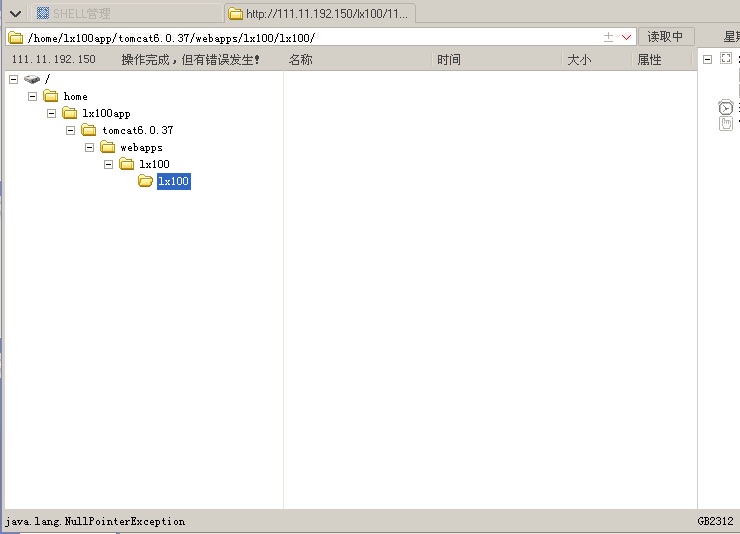 SHELL管理
http://111.11.192.150/lx100/11...
/home/lx100app/tomcat6.0.37/webapps/lx100/lx100/
读取中
111.11.192.150 操作完成，但有错误发生! 名称 时间 大小 属性
/
home
lx100app
tomcat6.0.37
webapps
lx100
lx100
java.lang.NullPointerException
GB2312